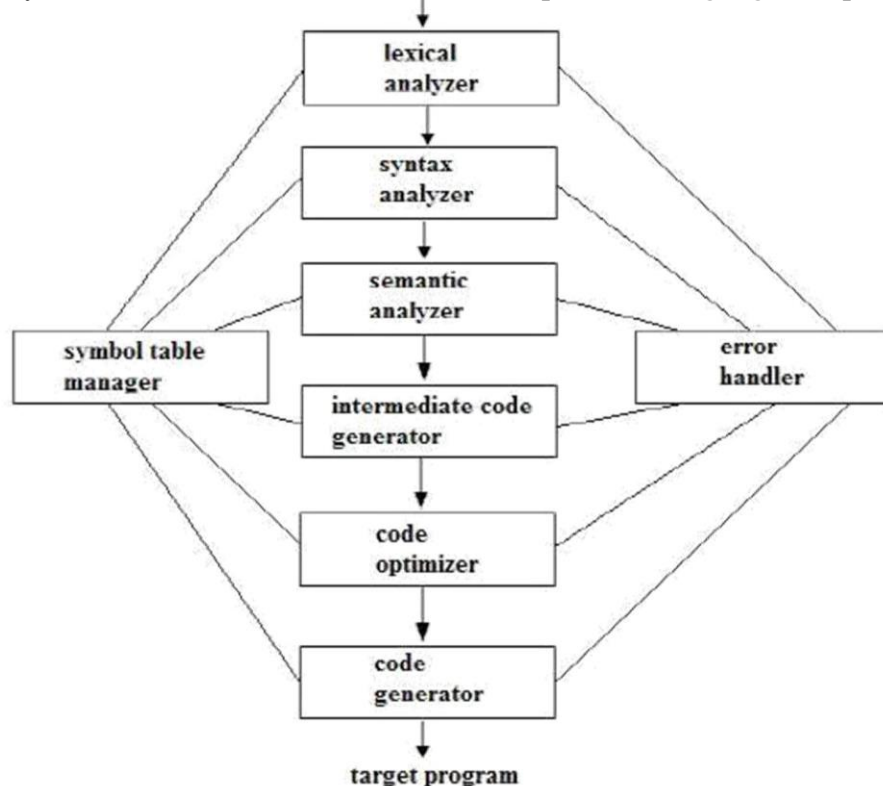 lexical
analyzer
syntax
analyzer
semantic
analyzer
symbol table
manager
error
handler
intermediate code
generator
code
optimizer
code
generator
target program